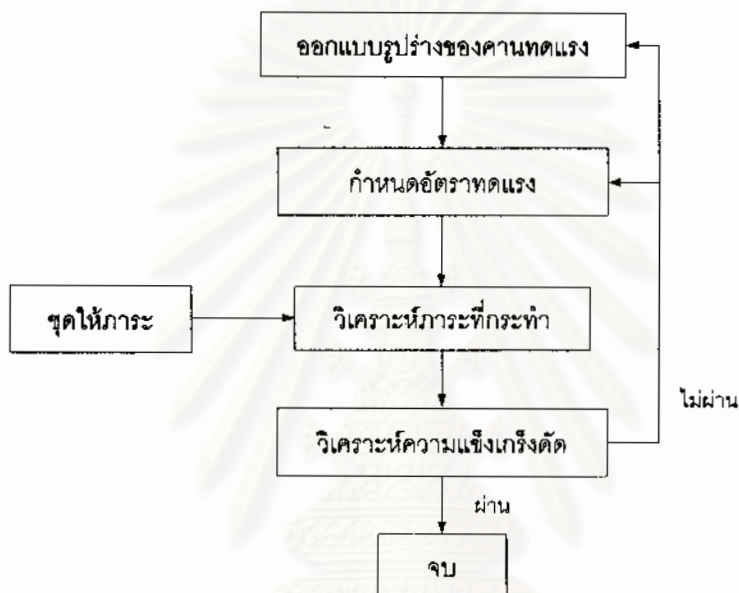 ออกแบบรูปร่างของคานทดแรง
กำหนดอัตราทดแรง
ชุดให้ภาระ
วิเคราะห์ภาระที่กระทำ
ไม่ผ่าน
วิเคราะห์ความแข็งเกร็งดัด
ผ่าน
จบ